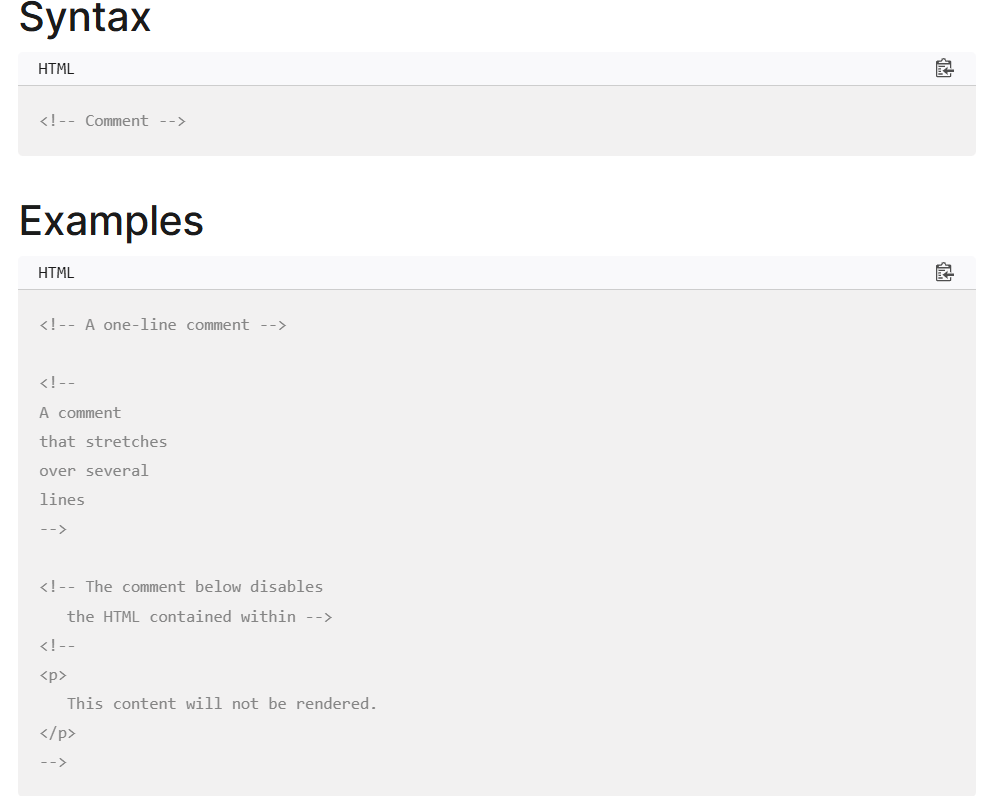 Syntax
HTML
<!-- Comment -->
Examples
HTML
<!-- A one-line comment -->
<!--
A comment
that stretches
over several
lines
-->
<!-- The comment below disables
the HTML contained within -->
<!--
<p>
This content will not be rendered.
</p>
-->